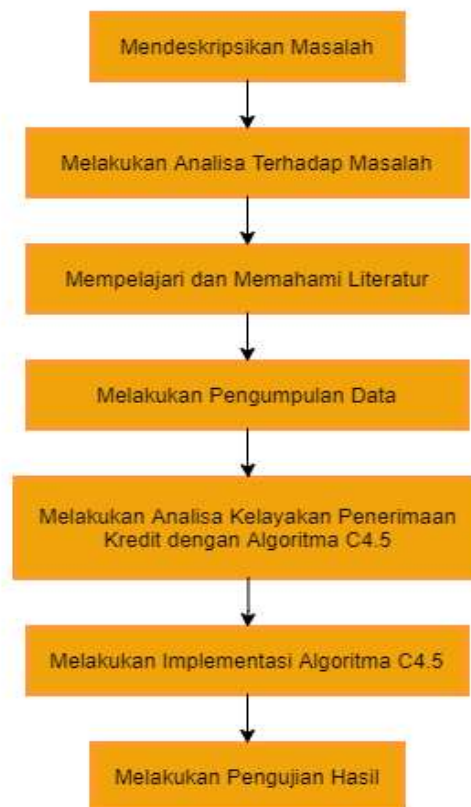 Mendeskripsikan Masalah
Melakukan Analisa Terhadap Masalah
Mempelajari dan Memahami Literatur
Melakukan Pengumpulan Data
Melakukan Analisa Kelayakan Penerimaan
Kredit dengan Algoritma C4.5
Melakukan Implementasi Algoritma C4.5
Melakukan Pengujian Hasil